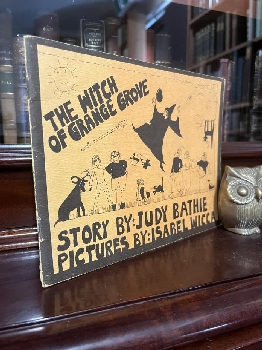 THE WITCH
OF GRANGE GROVE
STORY BY: JUDY BATHIE
PICTURES BY: ISABEL WICCA